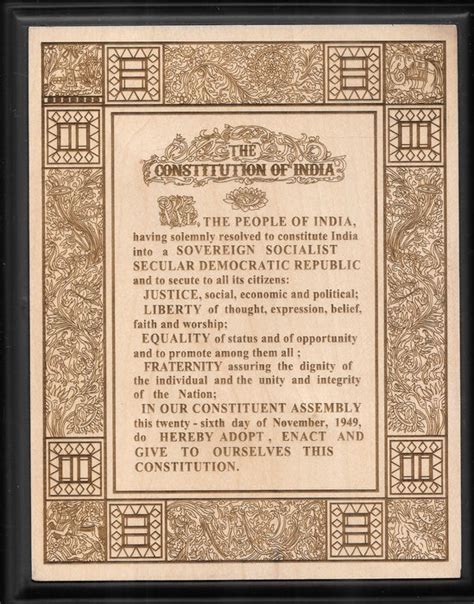 THE
CONSTITUTION OF INDIA
WE, THE PEOPLE OF INDIA,
having solemnly resolved to constitute India
into a SOVEREIGN SOCIALIST
SECULAR DEMOCRATIC REPUBLIC
and to secute to all its citizens:
JUSTICE, social, economic and political;
LIBERTY of thought, expression, belief,
faith and worship;
EQUALITY of status and of opportunity
and to promote among them all ;
FRATERNITY assuring the dignity of
the individual and the unity and integrity
of the Nation;
IN OUR CONSTITUENT ASSEMBLY
this twenty - sixth day of November, 1949,
do HEREBY ADOPT , ENACT AND
GIVE TO OURSELVES THIS
CONSTITUTION.